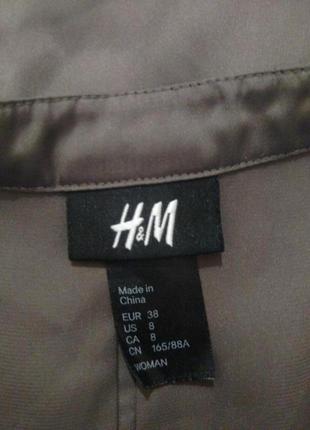 H&M
Made in
China
EUR 38
US 8
CA 8
CN 165/88A
WOMAN